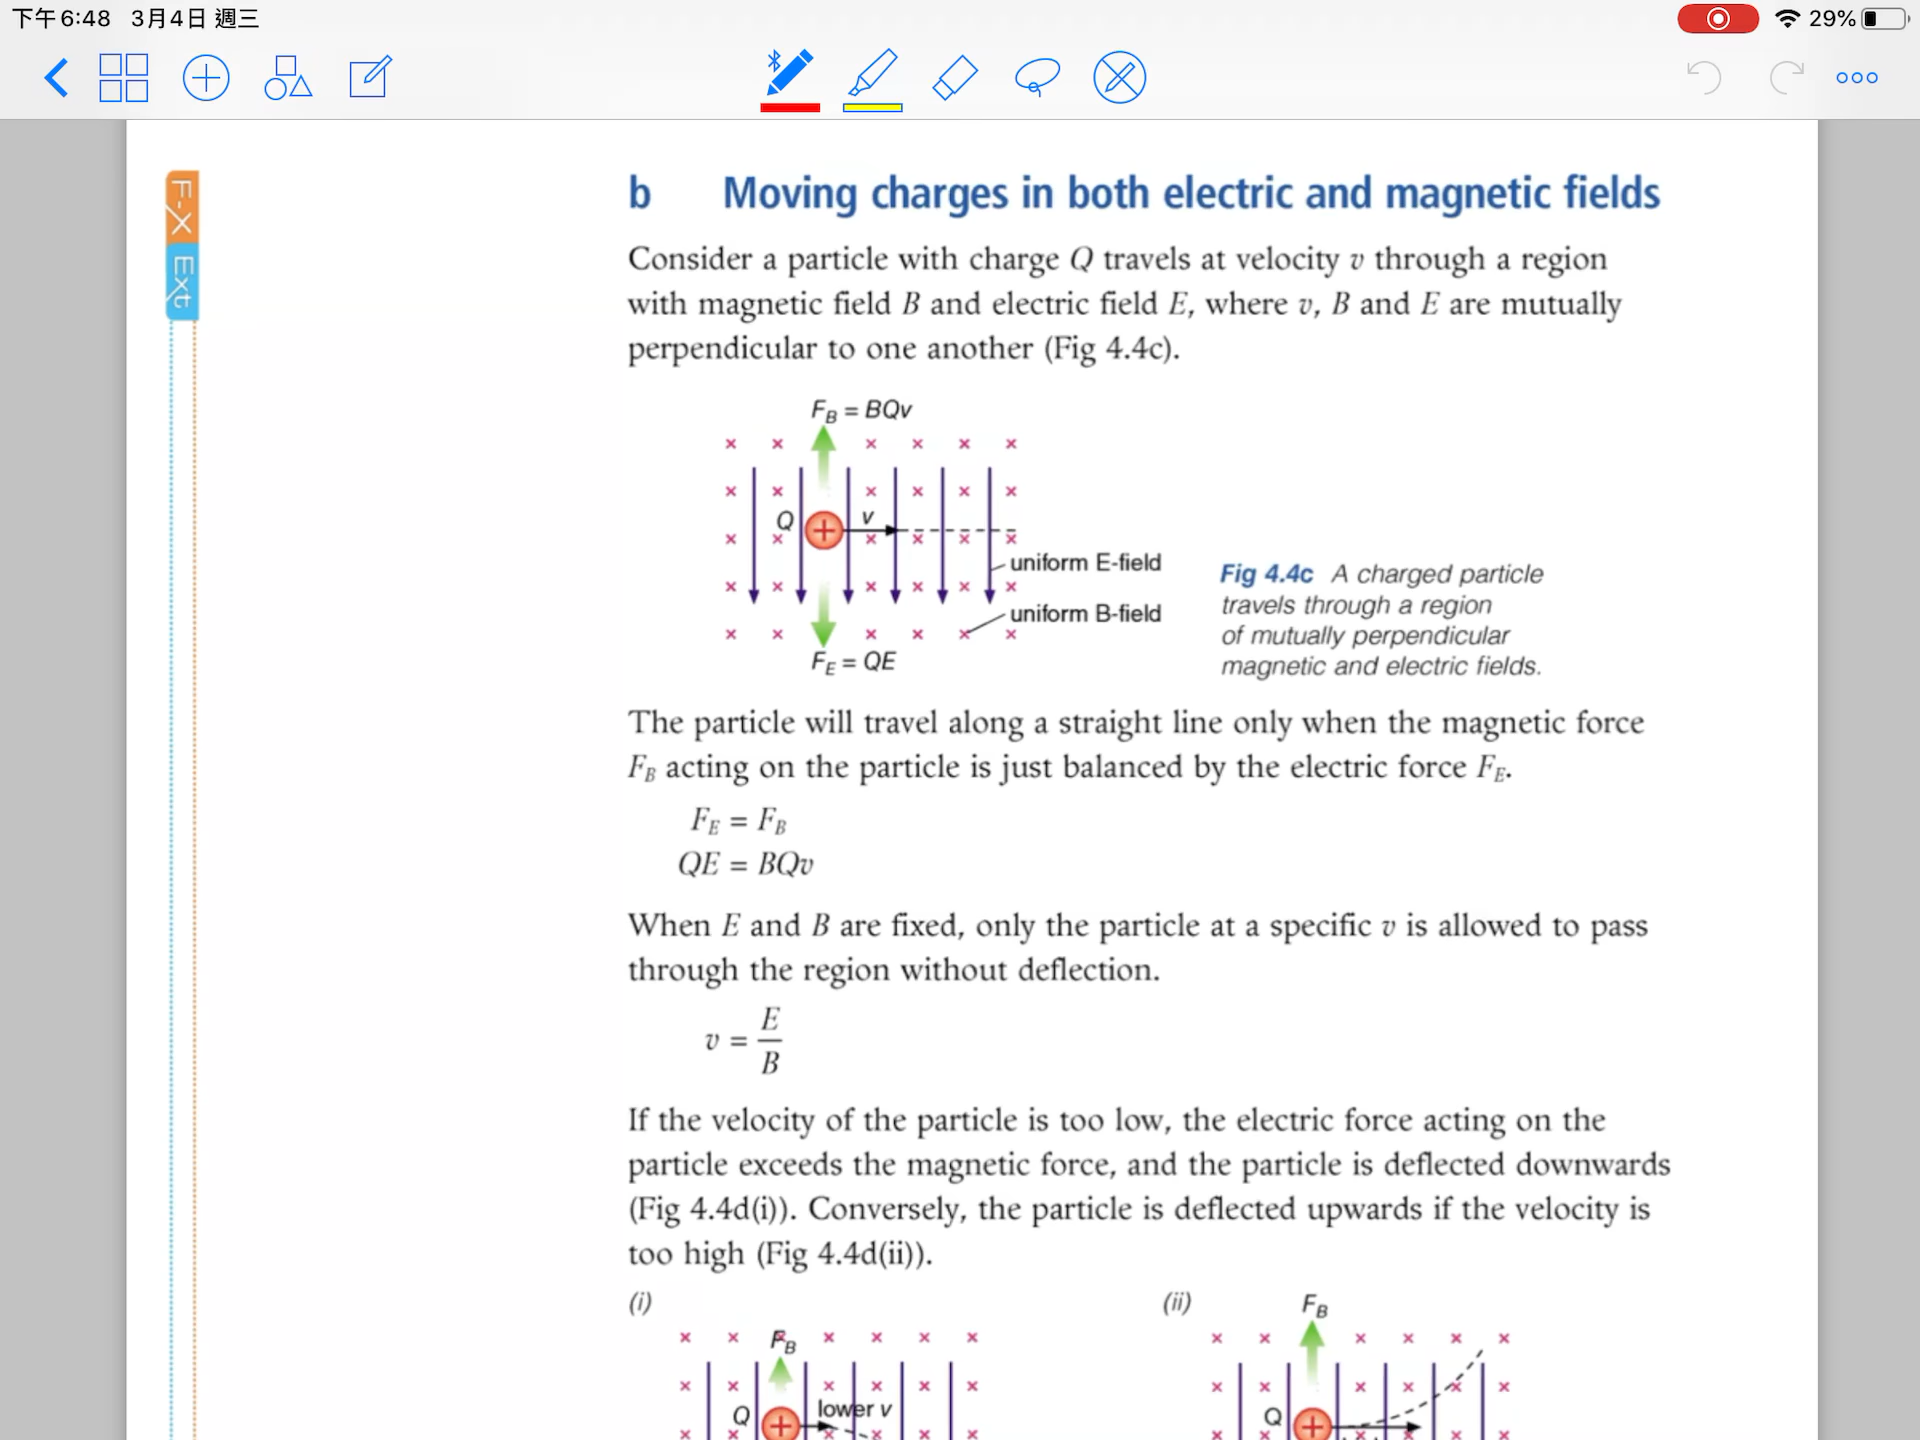 下午6:48 3月4日 週三
29%
F-X Ext
b Moving charges in both electric and magnetic fields
Consider a particle with charge Q travels at velocity v through a region
with magnetic field B and electric field E, where v, B and E are mutually
perpendicular to one another (Fig 4.4c).
F_B = BQv
Q v
uniform E-field
uniform B-field
F_E = QE
Fig 4.4c A charged particle
travels through a region
of mutually perpendicular
magnetic and electric fields.
The particle will travel along a straight line only when the magnetic force
F_B acting on the particle is just balanced by the electric force F_E.
F_E = F_B
QE = BQv
When E and B are fixed, only the particle at a specific v is allowed to pass
through the region without deflection.
v = E/B
If the velocity of the particle is too low, the electric force acting on the
particle exceeds the magnetic force, and the particle is deflected downwards
(Fig 4.4d(i)). Conversely, the particle is deflected upwards if the velocity is
too high (Fig 4.4d(ii)).
(i)
F_B
Q lower v
(ii)
F_B
Q